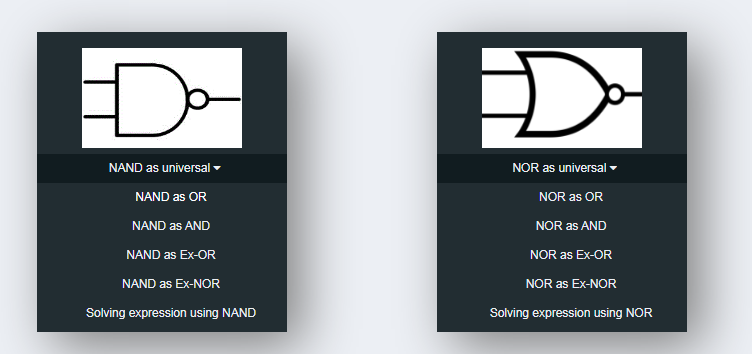 NAND as universal
NAND as OR
NAND as AND
NAND as Ex-OR
NAND as Ex-NOR
Solving expression using NAND
NOR as universal
NOR as OR
NOR as AND
NOR as Ex-OR
NOR as Ex-NOR
Solving expression using NOR